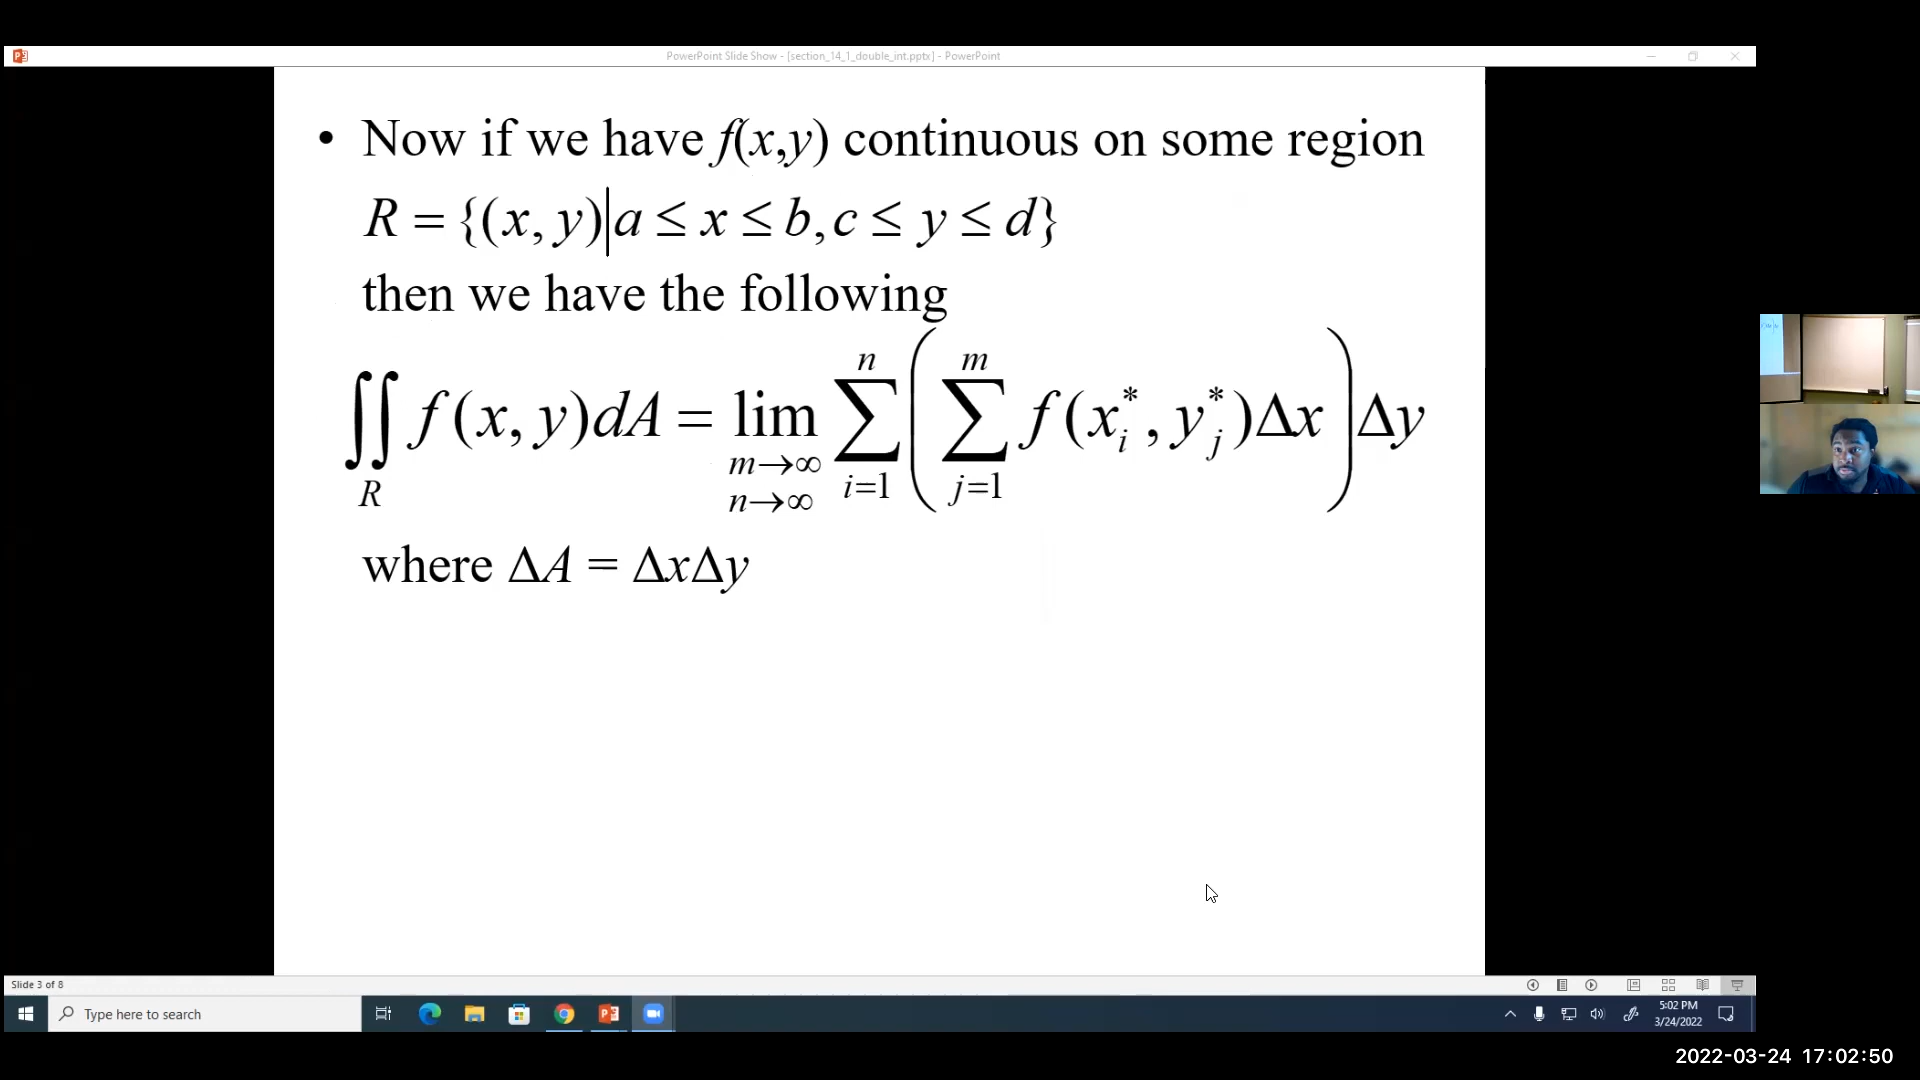 PowerPoint Slide Show - [section_14_1_double_int.pptx] - PowerPoint
• Now if we have f(x,y) continuous on some region
R = {(x, y)|a ≤ x ≤ b, c ≤ y ≤ d}
then we have the following
∬_R f(x, y)dA = lim_{m→∞ n→∞} ∑_{i=1}^{n} ( ∑_{j=1}^{m} f(x_i^*, y_j^*)Δx ) Δy
where ΔA = ΔxΔy
Slide 3 of 8
Type here to search
5:02 PM
3/24/2022
2022-03-24 17:02:50